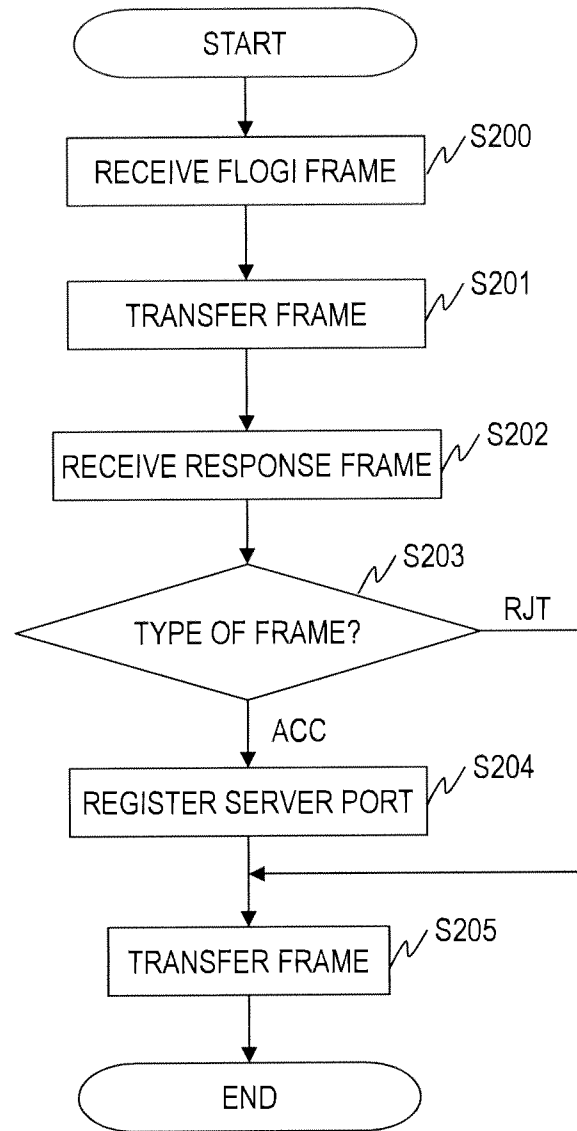 START
S200
RECEIVE FLOGI FRAME
S201
TRANSFER FRAME
S202
RECEIVE RESPONSE FRAME
S203
TYPE OF FRAME?
RJT
ACC
S204
REGISTER SERVER PORT
S205
TRANSFER FRAME
END